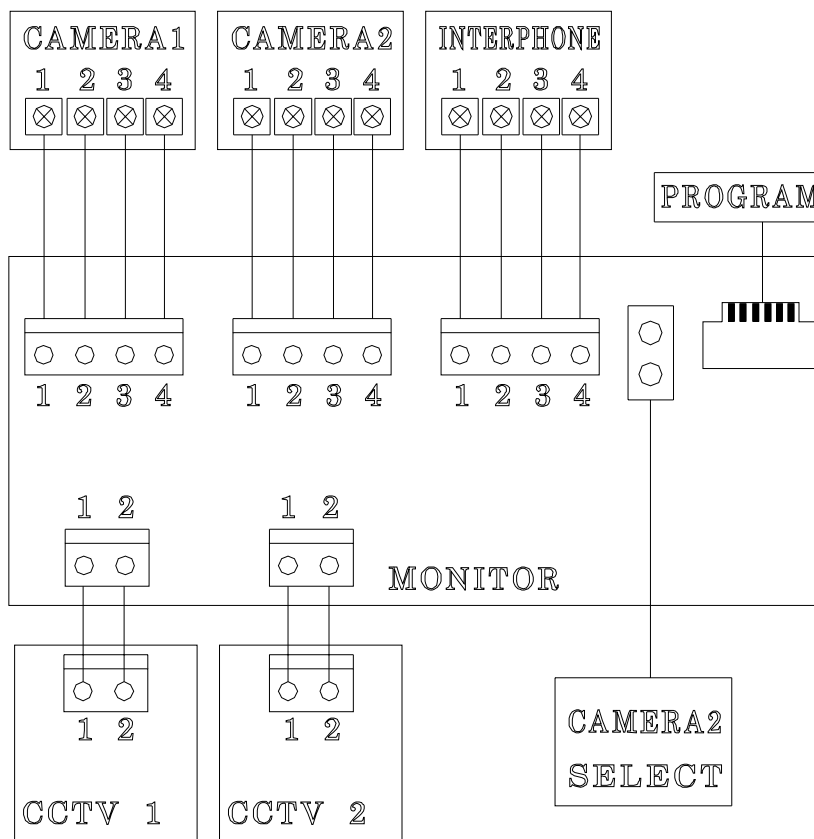 CAMERA1 CAMERA2 INTERPHONE
1 2 3 4 1 2 3 4 1 2 3 4
PROGRAM
1 2 3 4 1 2 3 4 1 2 3 4
1 2 1 2
MONITOR
1 2 1 2
CAMERA2
SELECT
CCTV 1 CCTV 2